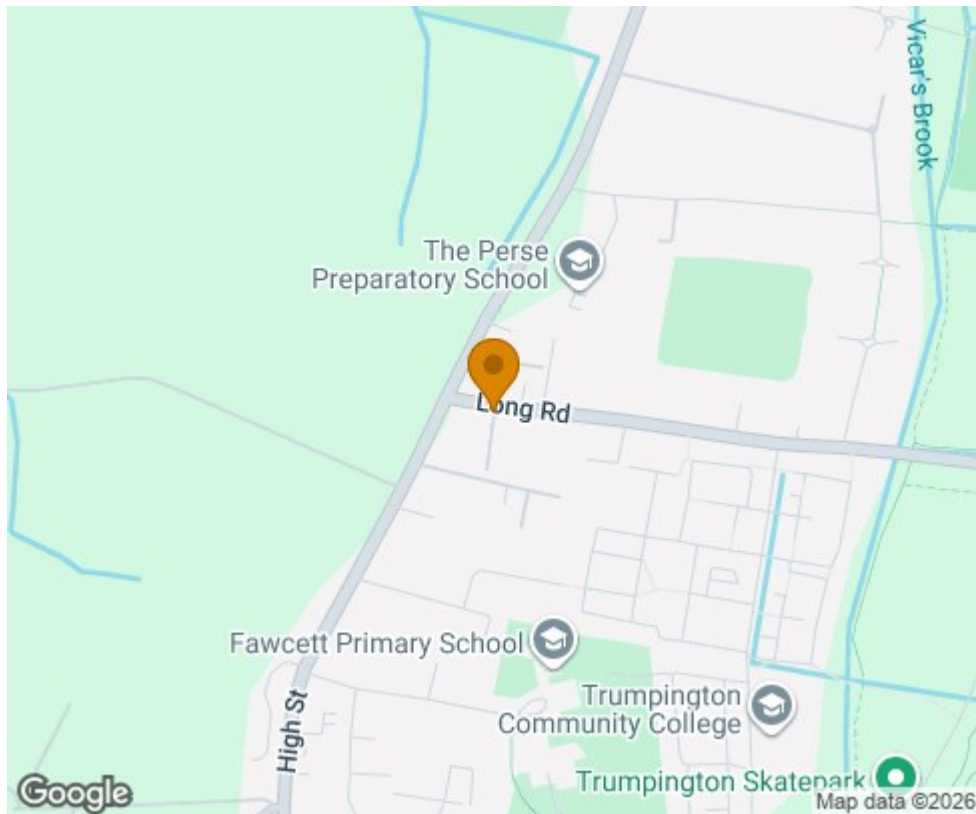 Vicar's Brook
The Perse
Preparatory School
Long Rd
Fawcett Primary School
Trumpington
Community College
High St
Trumpington Skatepark
Google
Map data ©2026